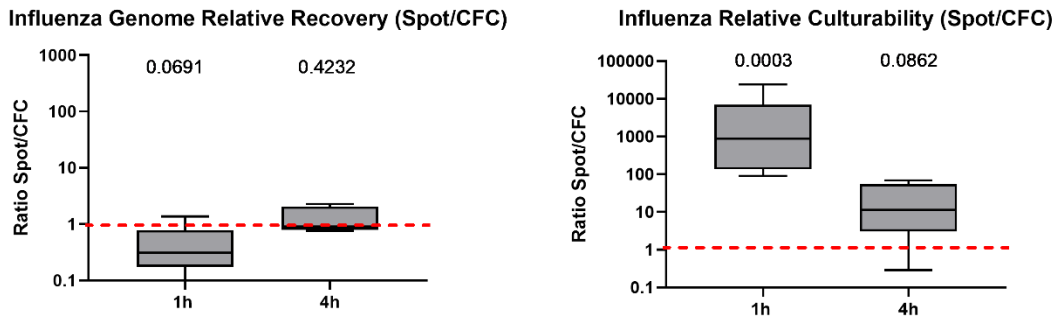 Influenza Genome Relative Recovery (Spot/CFC)
0.0691 0.4232
Ratio Spot/CFC
1000
100
10
1
0.1
1h 4h
Influenza Relative Culturability (Spot/CFC)
0.0003 0.0862
Ratio Spot/CFC
100000
10000
1000
100
10
1
0.1
1h 4h